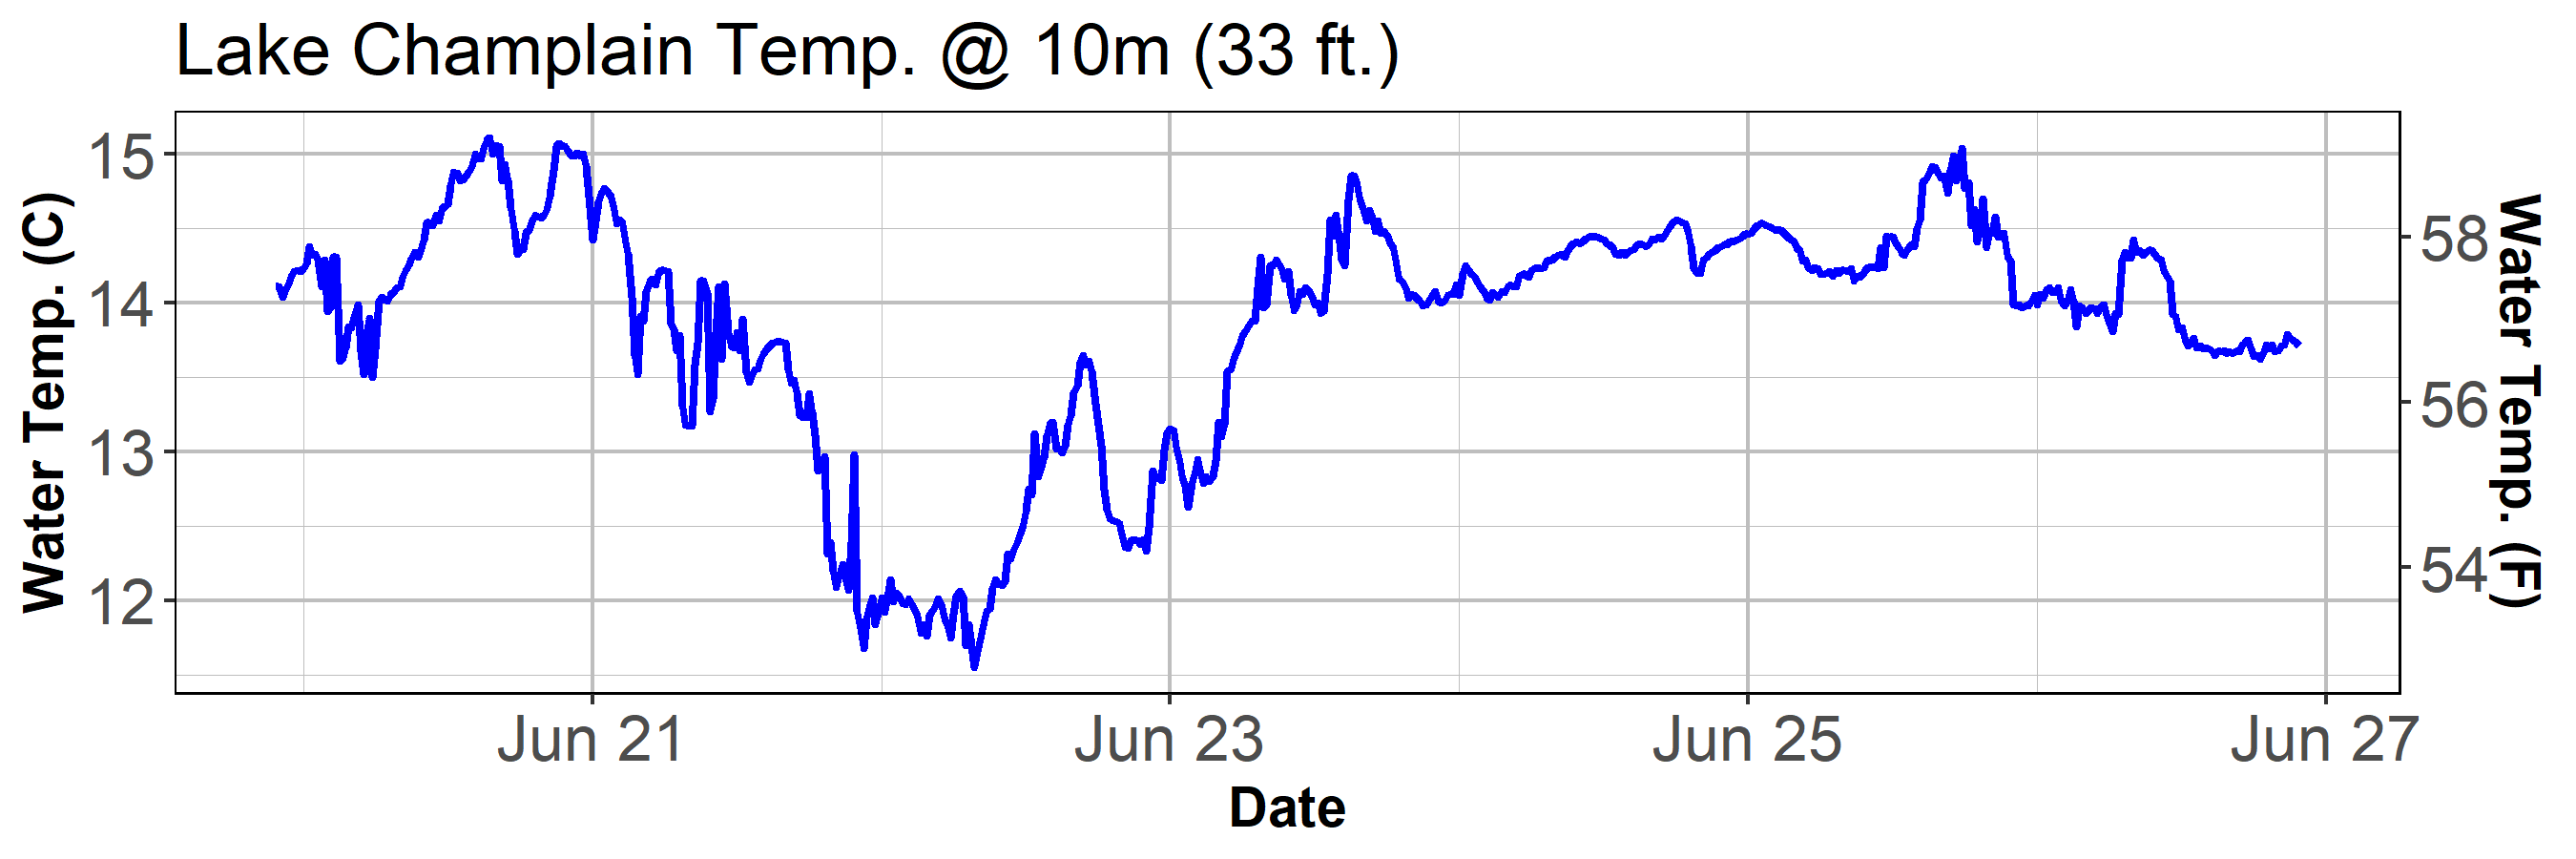 Lake Champlain Temp. @ 10m (33 ft.)
Water Temp. (C)
15
14
13
12
58
56
54
Water Temp. (F)
Jun 21
Jun 23
Jun 25
Jun 27
Date